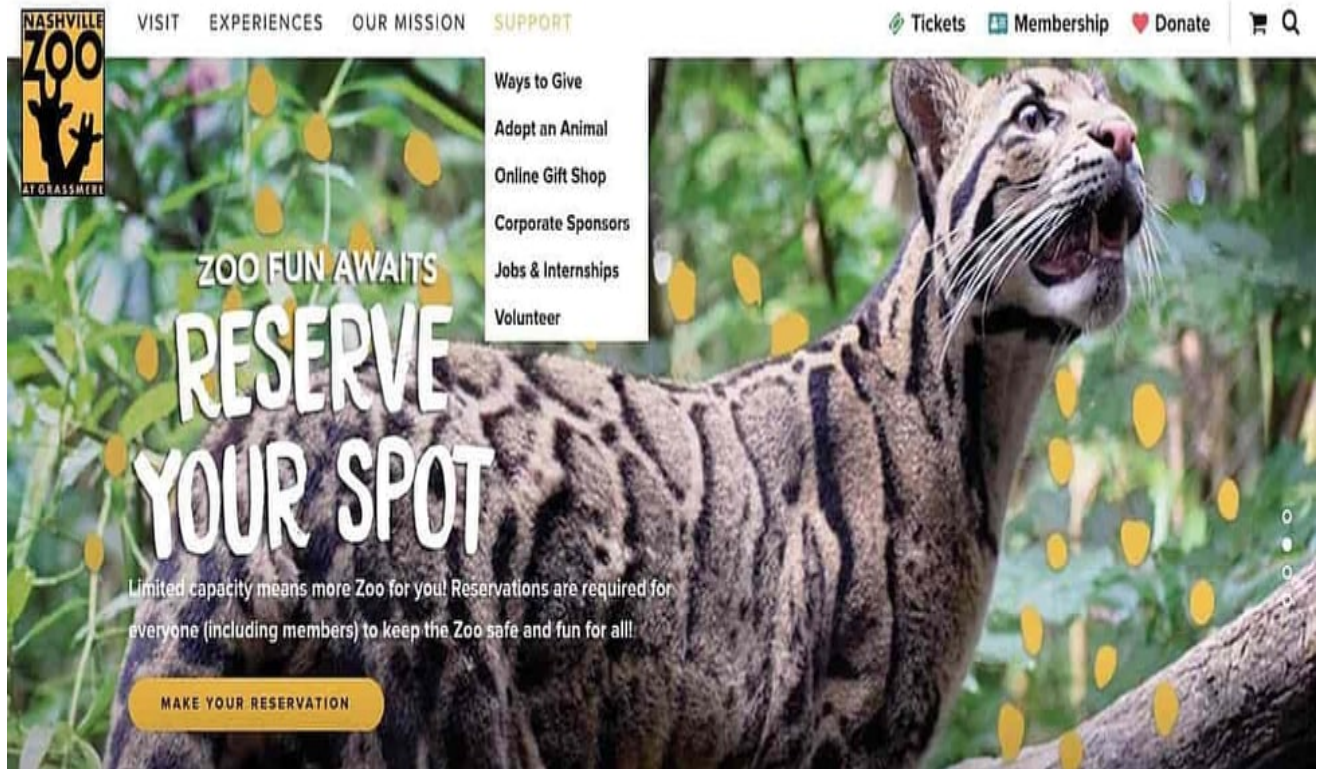 NASHVILLE
ZOO
AT GRASSMERE
VISIT EXPERIENCES OUR MISSION SUPPORT
Tickets Membership Donate
Ways to Give
Adopt an Animal
Online Gift Shop
Corporate Sponsors
Jobs & Internships
Volunteer
ZOO FUN AWAITS
RESERVE
YOUR SPOT
Limited capacity means more Zoo for you! Reservations are required for
everyone (including members) to keep the Zoo safe and fun for all!
MAKE YOUR RESERVATION